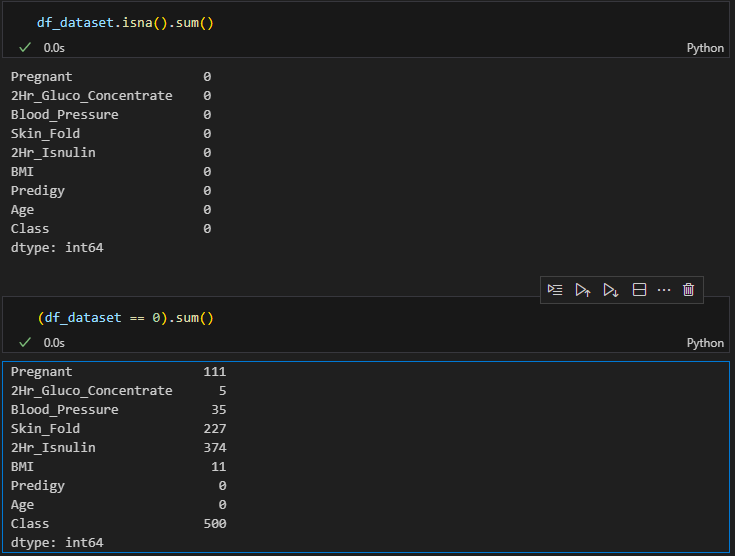 df_dataset.isna().sum()
0.0s
Python
Pregnant 0
2Hr_Gluco_Concentrate 0
Blood_Pressure 0
Skin_Fold 0
2Hr_Isnulin 0
BMI 0
Predigy 0
Age 0
Class 0
dtype: int64
(df_dataset == 0).sum()
0.0s
Python
Pregnant 111
2Hr_Gluco_Concentrate 5
Blood_Pressure 35
Skin_Fold 227
2Hr_Isnulin 374
BMI 11
Predigy 0
Age 0
Class 500
dtype: int64